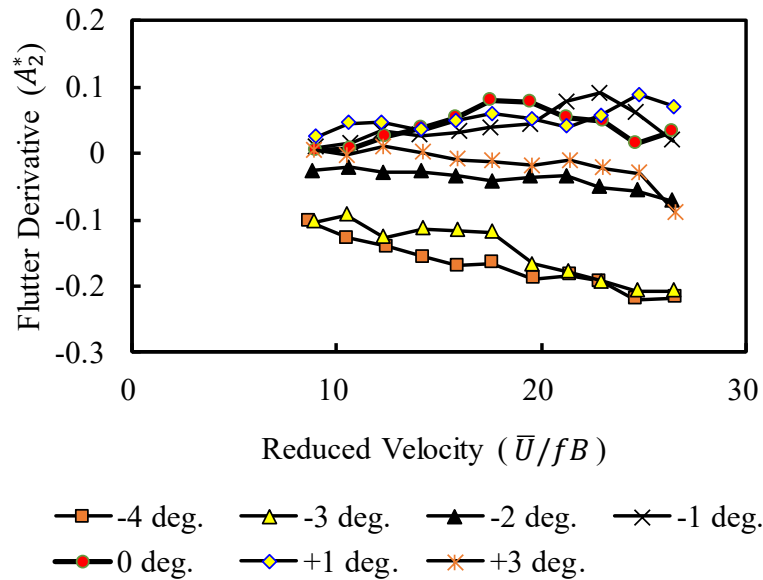 0.2
0.1
0
-0.1
-0.2
-0.3
Flutter Derivative (A₂*)
0 10 20 30
Reduced Velocity ( U̅/fB )
-4 deg. -3 deg. -2 deg. -1 deg.
0 deg. +1 deg. +3 deg.